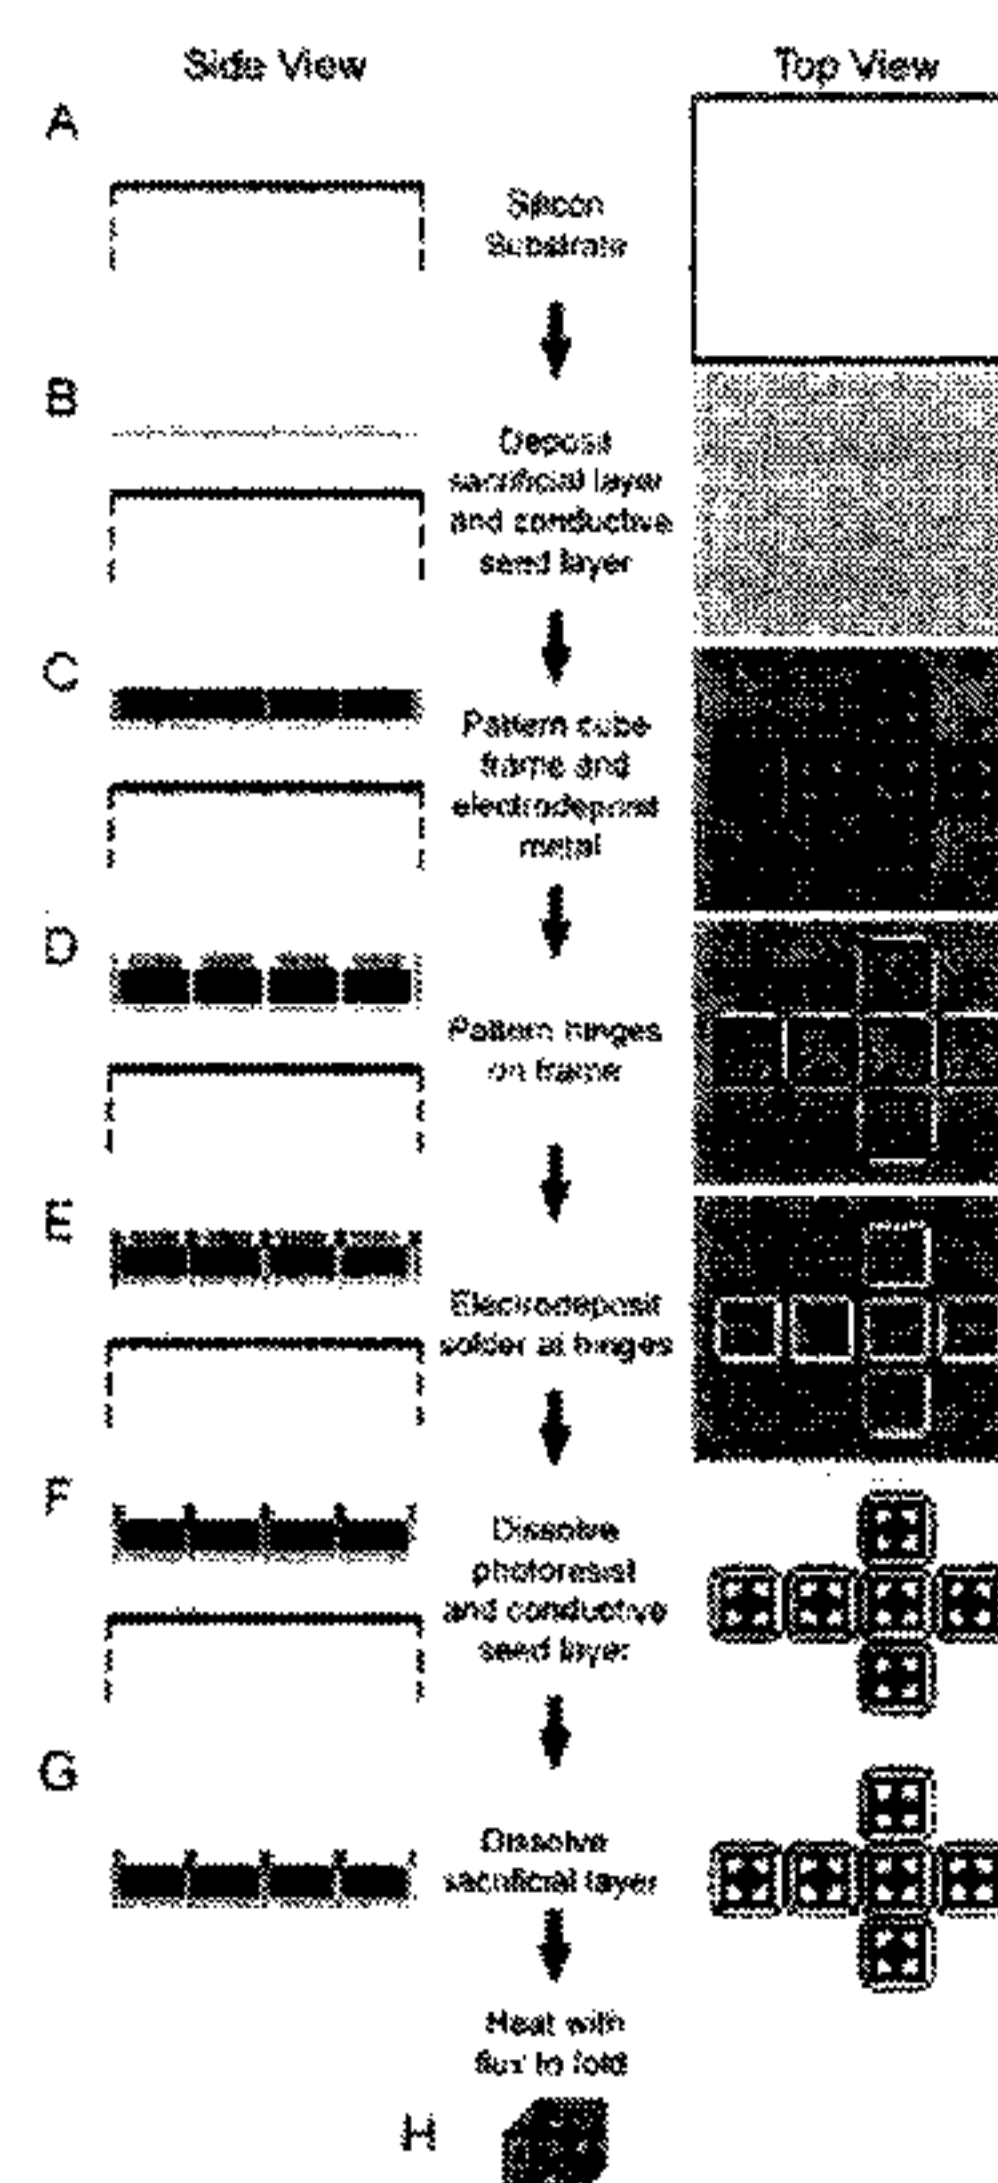 Side View
Top View
A
Silicon
Substrate
B
Deposit
sacrificial layer
and conductive
seed layer
C
Pattern cube
frame and
electrodeposit
metal
D
Pattern hinges
on frame
E
Electrodeposit
solder at hinges
F
Dissolve
photoresist
and conductive
seed layer
G
Dissolve
sacrificial layer
Heat with
flux to fold
H